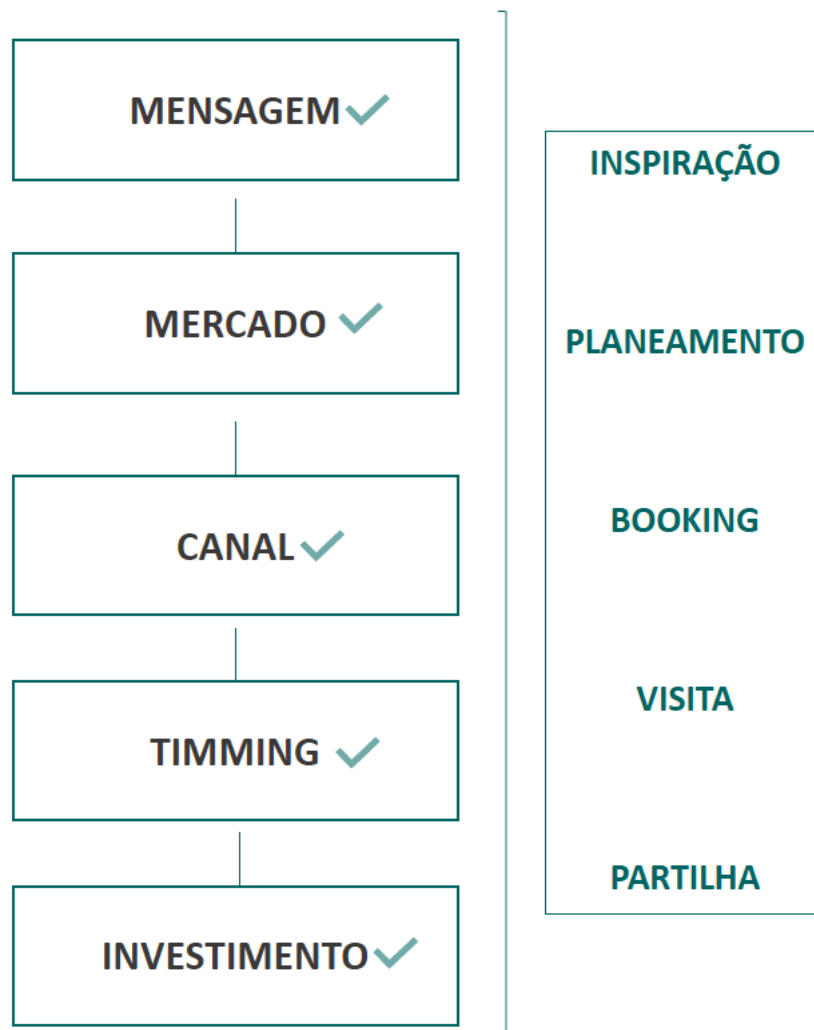 MENSAGEM
MERCADO
CANAL
TIMMING
INVESTIMENTO
INSPIRAÇÃO
PLANEAMENTO
BOOKING
VISITA
PARTILHA